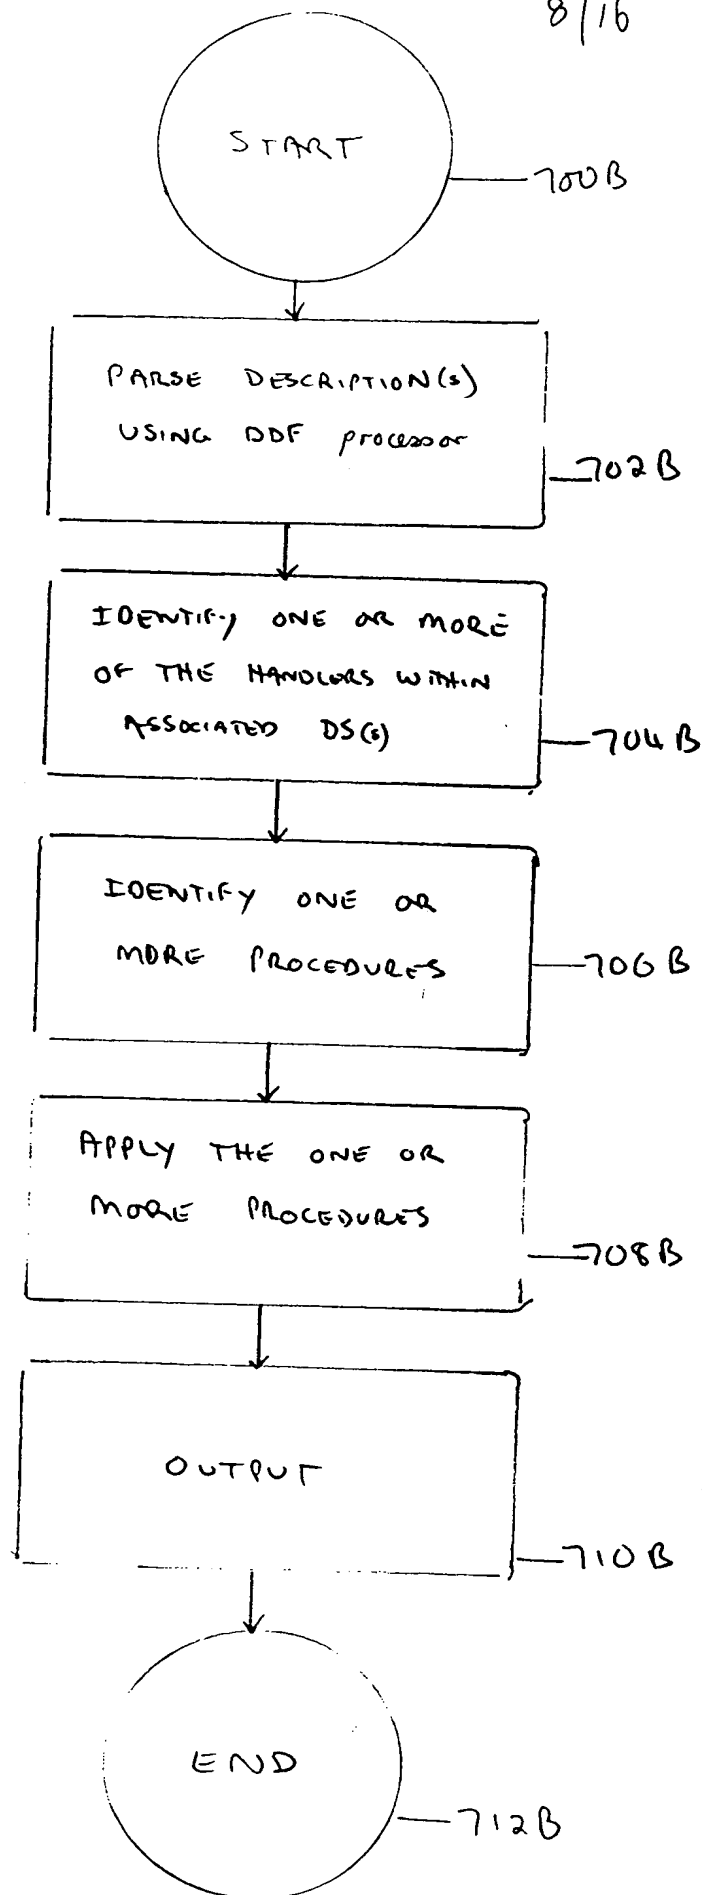 8/16
START
700B
PARSE DESCRIPTION(s)
USING DDF processor
702B
IDENTIFY ONE OR MORE
OF THE HANDLERS WITHIN
ASSOCIATED DS(s)
704B
IDENTIFY ONE OR
MORE PROCEDURES
706B
APPLY THE ONE OR
MORE PROCEDURES
708B
OUTPUT
710B
END
712B